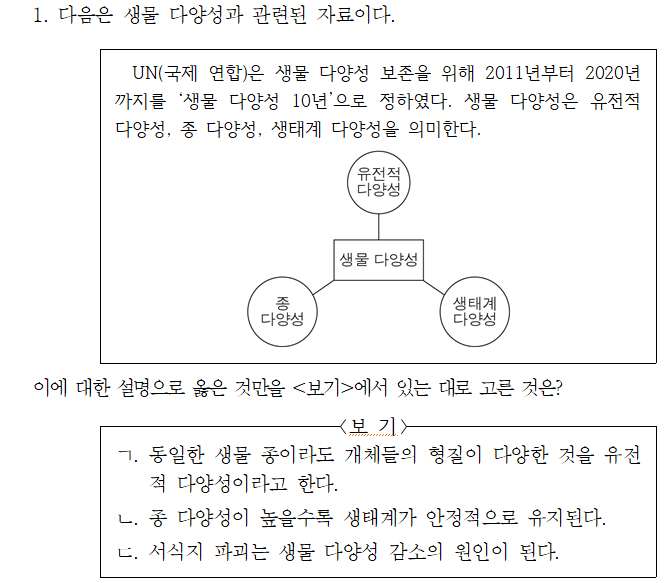 1. 다음은 생물 다양성과 관련된 자료이다.
UN(국제 연합)은 생물 다양성 보존을 위해 2011년부터 2020년
까지를 ‘생물 다양성 10년’으로 정하였다. 생물 다양성은 유전적
다양성, 종 다양성, 생태계 다양성을 의미한다.
유전적
다양성
생물 다양성
종
다양성
생태계
다양성
이에 대한 설명으로 옳은 것만을 <보기>에서 있는 대로 고른 것은?
<보 기>
ㄱ. 동일한 생물 종이라도 개체들의 형질이 다양한 것을 유전
적 다양성이라고 한다.
ㄴ. 종 다양성이 높을수록 생태계가 안정적으로 유지된다.
ㄷ. 서식지 파괴는 생물 다양성 감소의 원인이 된다.